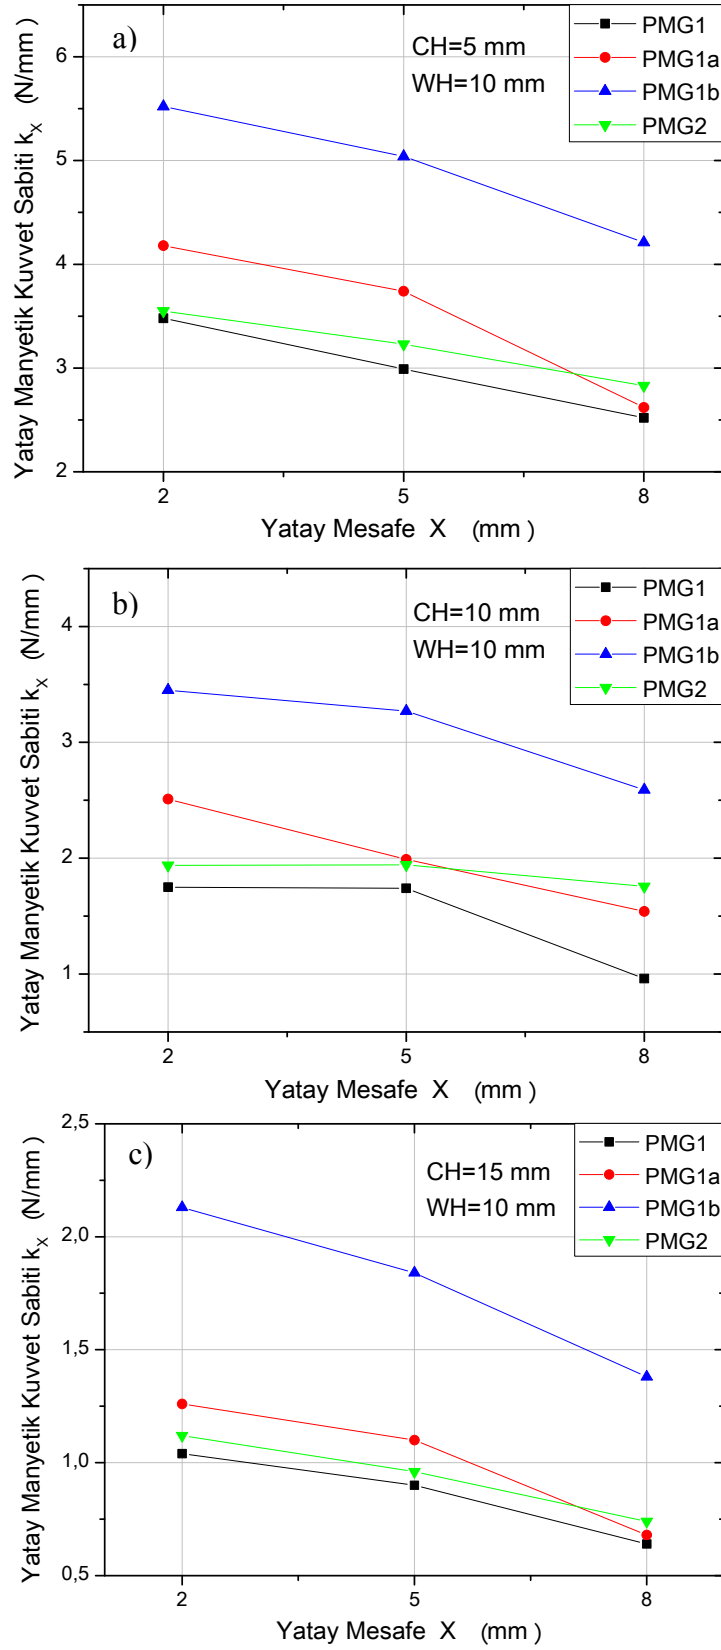 a)
CH=5 mm
WH=10 mm
PMG1
PMG1a
PMG1b
PMG2
Yatay Manyetik Kuvvet Sabiti kx (N/mm)
6
5
4
3
2
2 5 8
Yatay Mesafe X (mm)
b)
CH=10 mm
WH=10 mm
PMG1
PMG1a
PMG1b
PMG2
Yatay Manyetik Kuvvet Sabiti kx (N/mm)
4
3
2
1
2 5 8
Yatay Mesafe X (mm)
c)
CH=15 mm
WH=10 mm
PMG1
PMG1a
PMG1b
PMG2
Yatay Manyetik Kuvvet Sabiti kx (N/mm)
2,5
2,0
1,5
1,0
0,5
2 5 8
Yatay Mesafe X (mm)